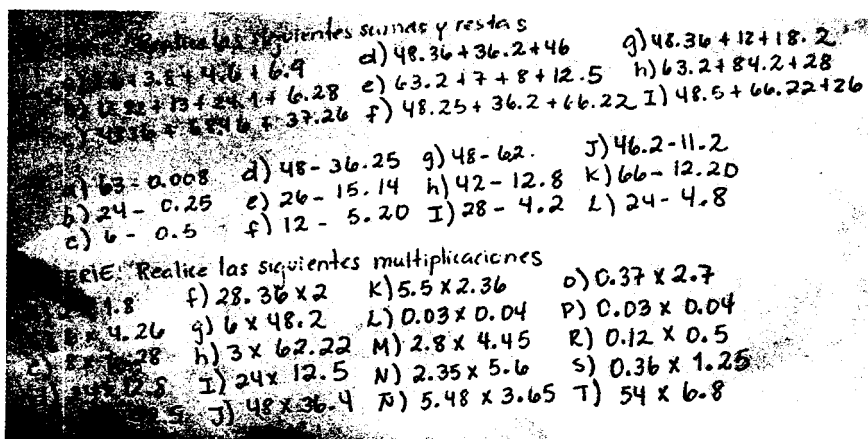 Realice las siguientes sumas y restas
3.8 + 4.6 + 6.9 d) 48.36 + 36.2 + 46 g) 48.36 + 12 + 18.2
+ 13 + 24.1 + 6.28 e) 63.2 + 7 + 8 + 12.5 h) 63.2 + 84.2 + 28
+ 37.26 f) 48.25 + 36.2 + 66.22 I) 48.5 + 66.22 + 26
a) 63 - 0.008 d) 48 - 36.25 g) 48 - 62. J) 46.2 - 11.2
b) 24 - 0.25 e) 26 - 15.14 h) 42 - 12.8 K) 66 - 12.20
c) 6 - 0.5 f) 12 - 5.20 I) 28 - 4.2 L) 24 - 4.8
SERIE: Realice las siguientes multiplicaciones
1.8 f) 28.36 x 2 K) 5.5 x 2.36 o) 0.37 x 2.7
x 4.26 g) 6 x 48.2 L) 0.03 x 0.04 P) 0.03 x 0.04
h) 3 x 62.22 M) 2.8 x 4.45 R) 0.12 x 0.5
I) 24 x 12.5 N) 2.35 x 5.6 S) 0.36 x 1.25
J) 48 x 36.4 Ñ) 5.48 x 3.65 T) 54 x 6.8